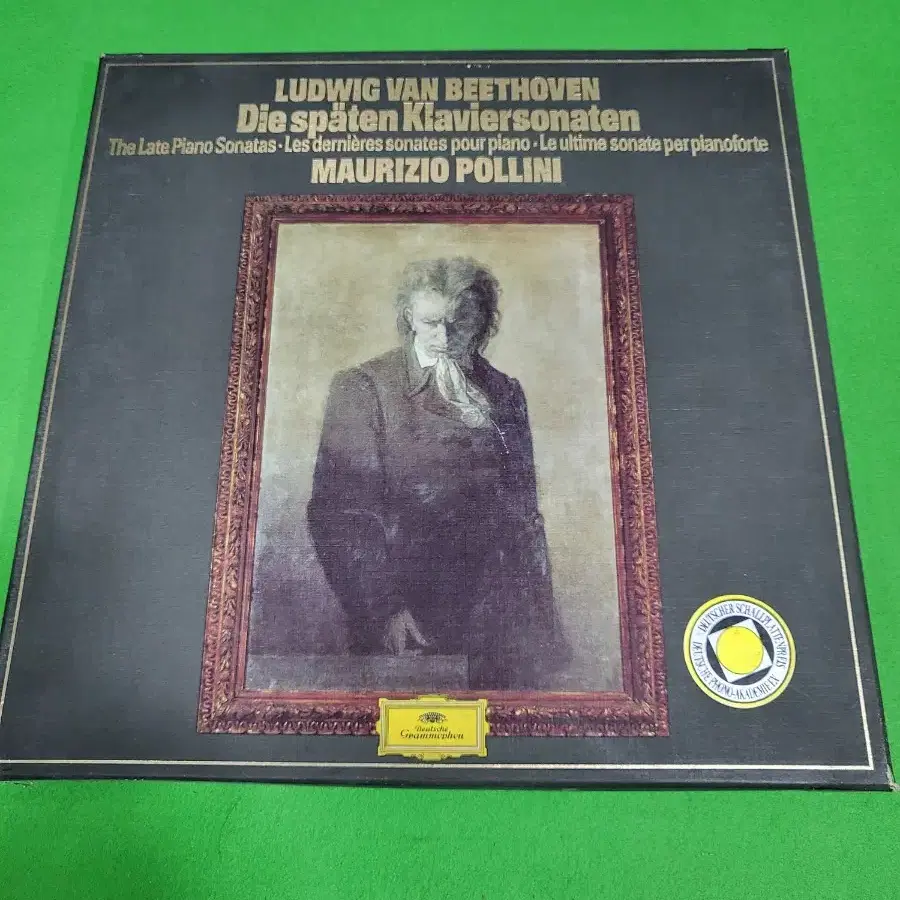 LUDWIG VAN BEETHOVEN
Die späten Klaviersonaten
The Late Piano Sonatas · Les dernières sonates pour piano · Le ultime sonate per pianoforte
MAURIZIO POLLINI
DEUTSCHER SCHALLPLATTENPREIS
DEUTSCHE PHONO-AKADEMIE
Deutsche
Grammophon